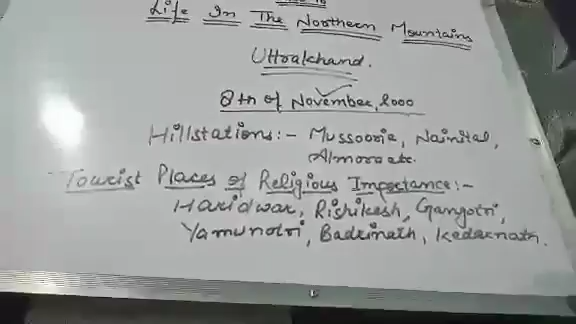 Life In The Northern Mountains
Uttrakhand.
8th of November, 2000
Hillstations:- Mussoorie, Nainital,
Almora etc.
Tourist Places of Religious Importance:-
Haridwar, Rishikesh, Gangotri,
Yamunotri, Badrinath, Kedarnath.